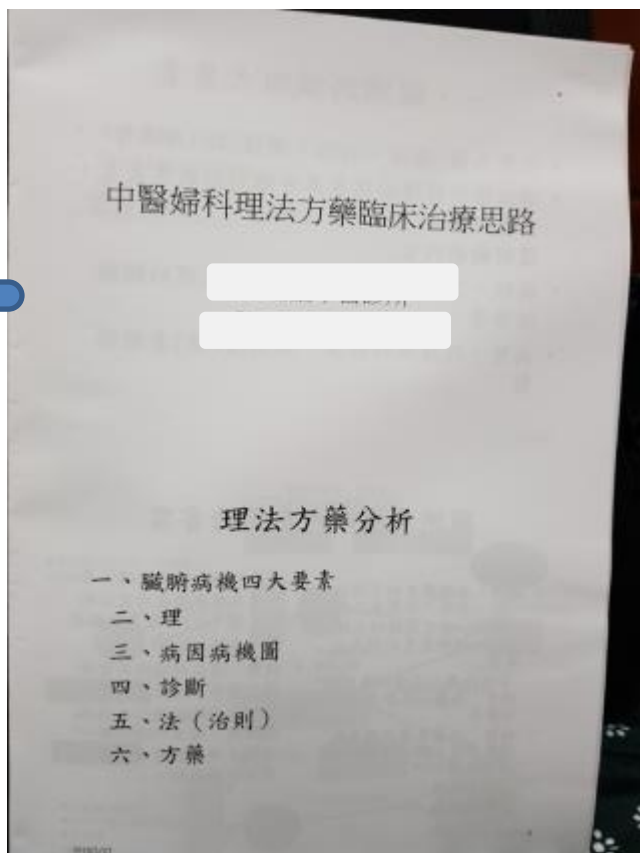 中醫婦科理法方藥臨床治療思路
理法方藥分析
一、臟腑病機四大要素
二、理
三、病因病機圖
四、診斷
五、法（治則）
六、方藥